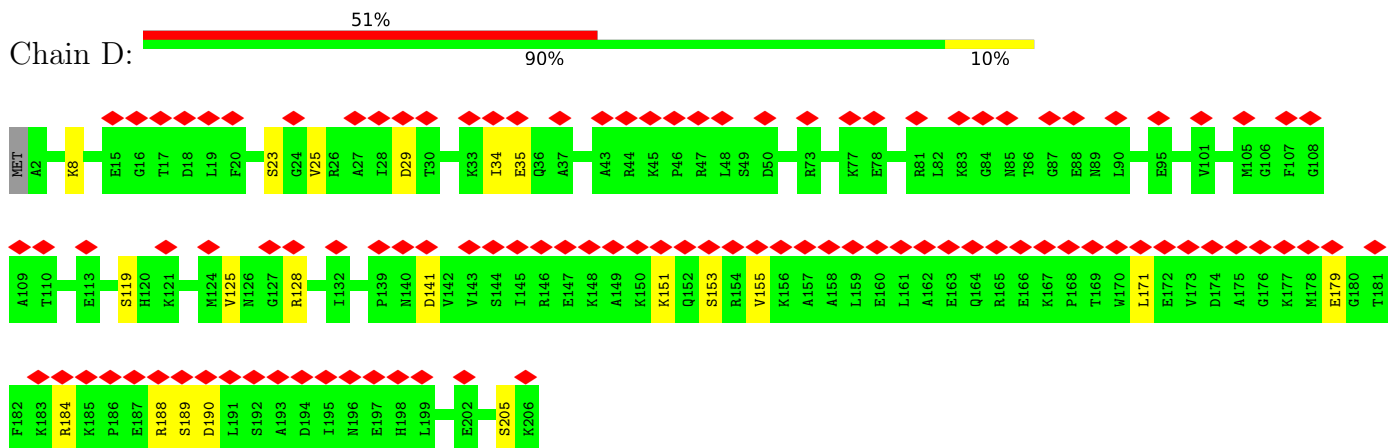 51%
Chain D:
90% 10%
MET A2 K8 E15 G16 T17 D18 L19 F20 S23 G24 V25 R26 A27 I28 D29 T30 K33 I34 E35 Q36 A37 A43 R44 K45 P46 R47 L48 S49 D50 R73 K77 E78 R81 L82 K83 G84 N85 T86 G87 E88 N89 L90 E95 V101 M105 G106 F107 G108
A109 T110 E113 S119 H120 K121 M124 V125 N126 G127 R128 I132 P139 N140 D141 V142 V143 S144 I145 R146 E147 K148 A149 K150 K151 Q152 S153 R154 V155 K156 A157 A158 L159 E160 L161 A162 E163 Q164 R165 E166 K167 P168 T169 W170 L171 E172 V173 D174 A175 G176 K177 M178 E179 G180 T181
F182 K183 R184 K185 P186 E187 R188 S189 D190 L191 S192 A193 D194 I195 N196 E197 H198 L199 E202 S205 K206